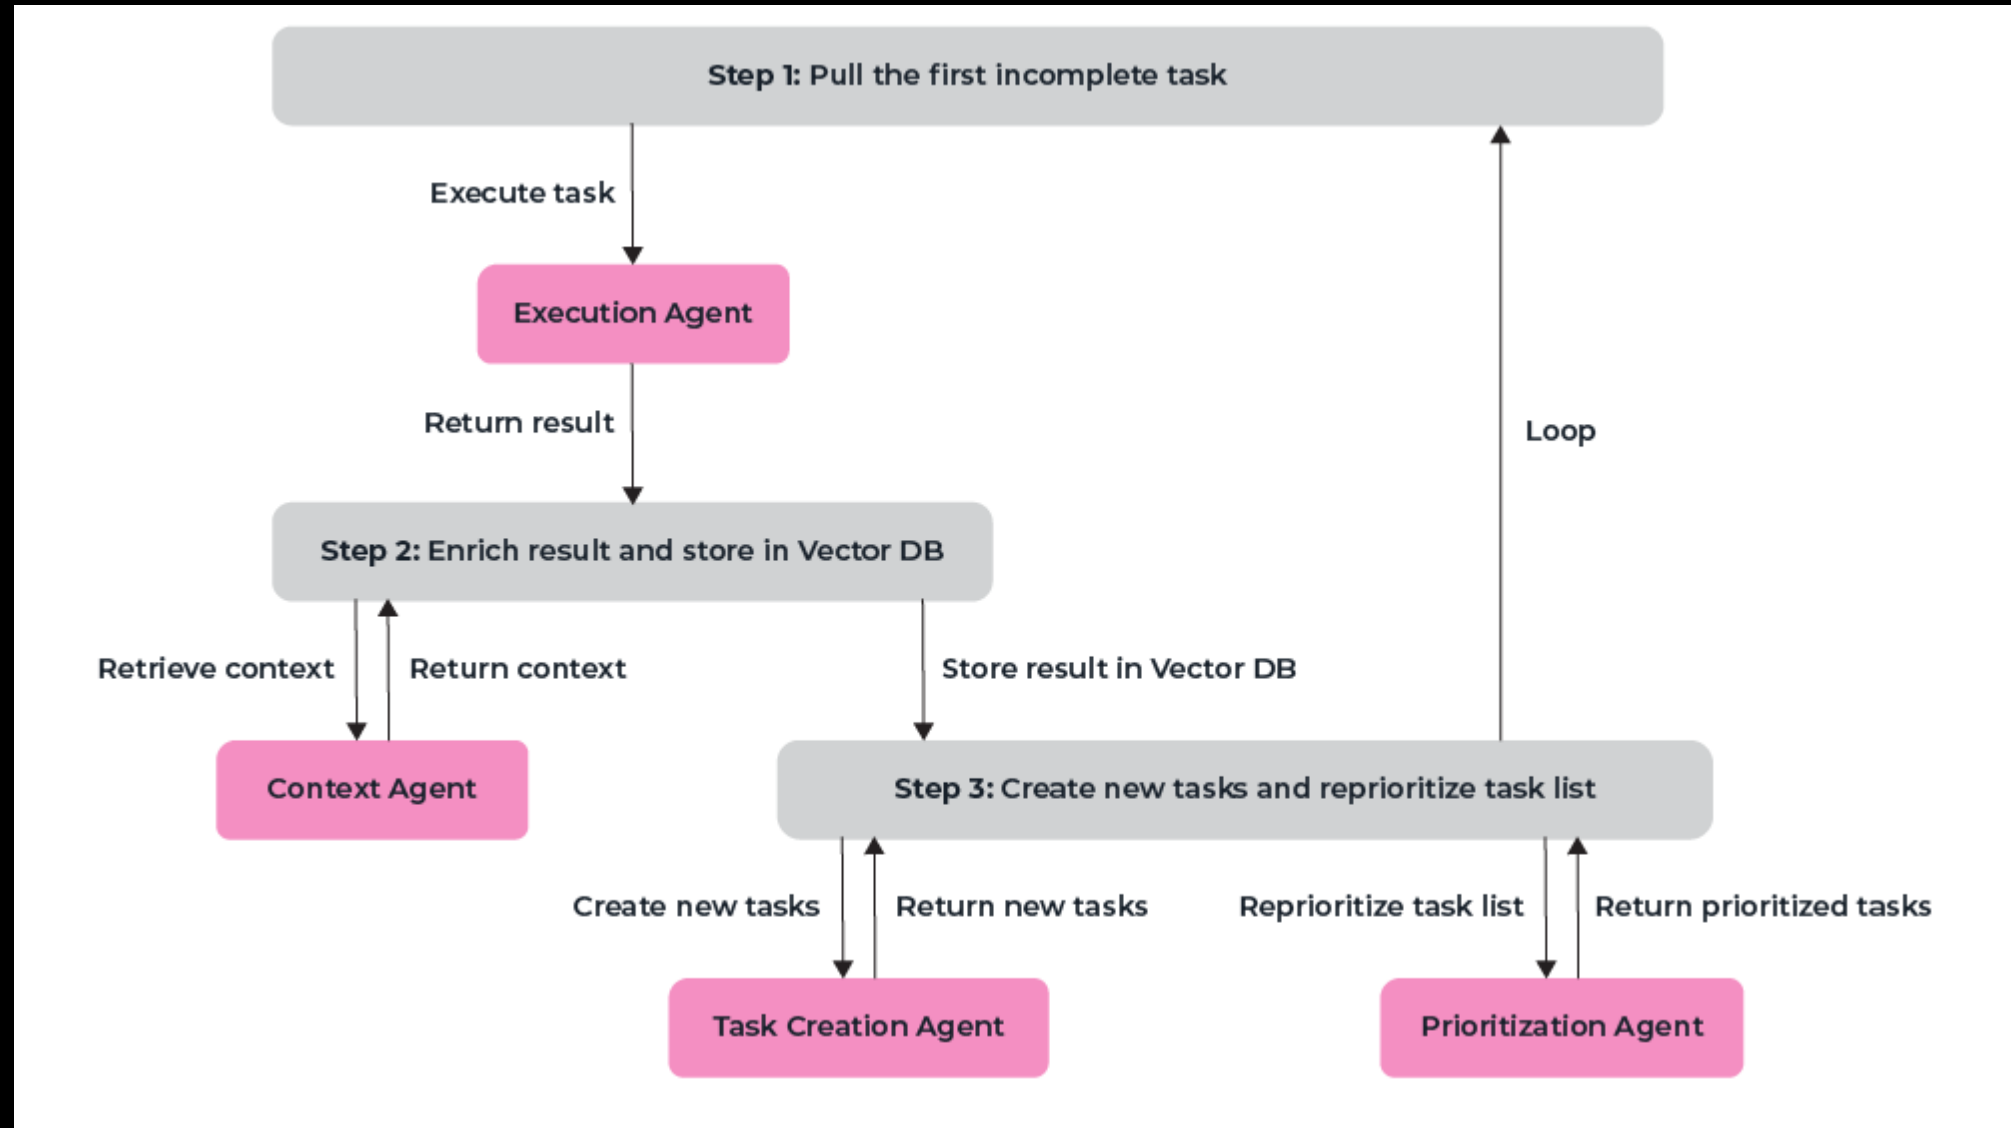 Step 1: Pull the first incomplete task
Execute task
Execution Agent
Return result
Loop
Step 2: Enrich result and store in Vector DB
Retrieve context
Return context
Store result in Vector DB
Context Agent
Step 3: Create new tasks and reprioritize task list
Create new tasks
Return new tasks
Reprioritize task list
Return prioritized tasks
Task Creation Agent
Prioritization Agent